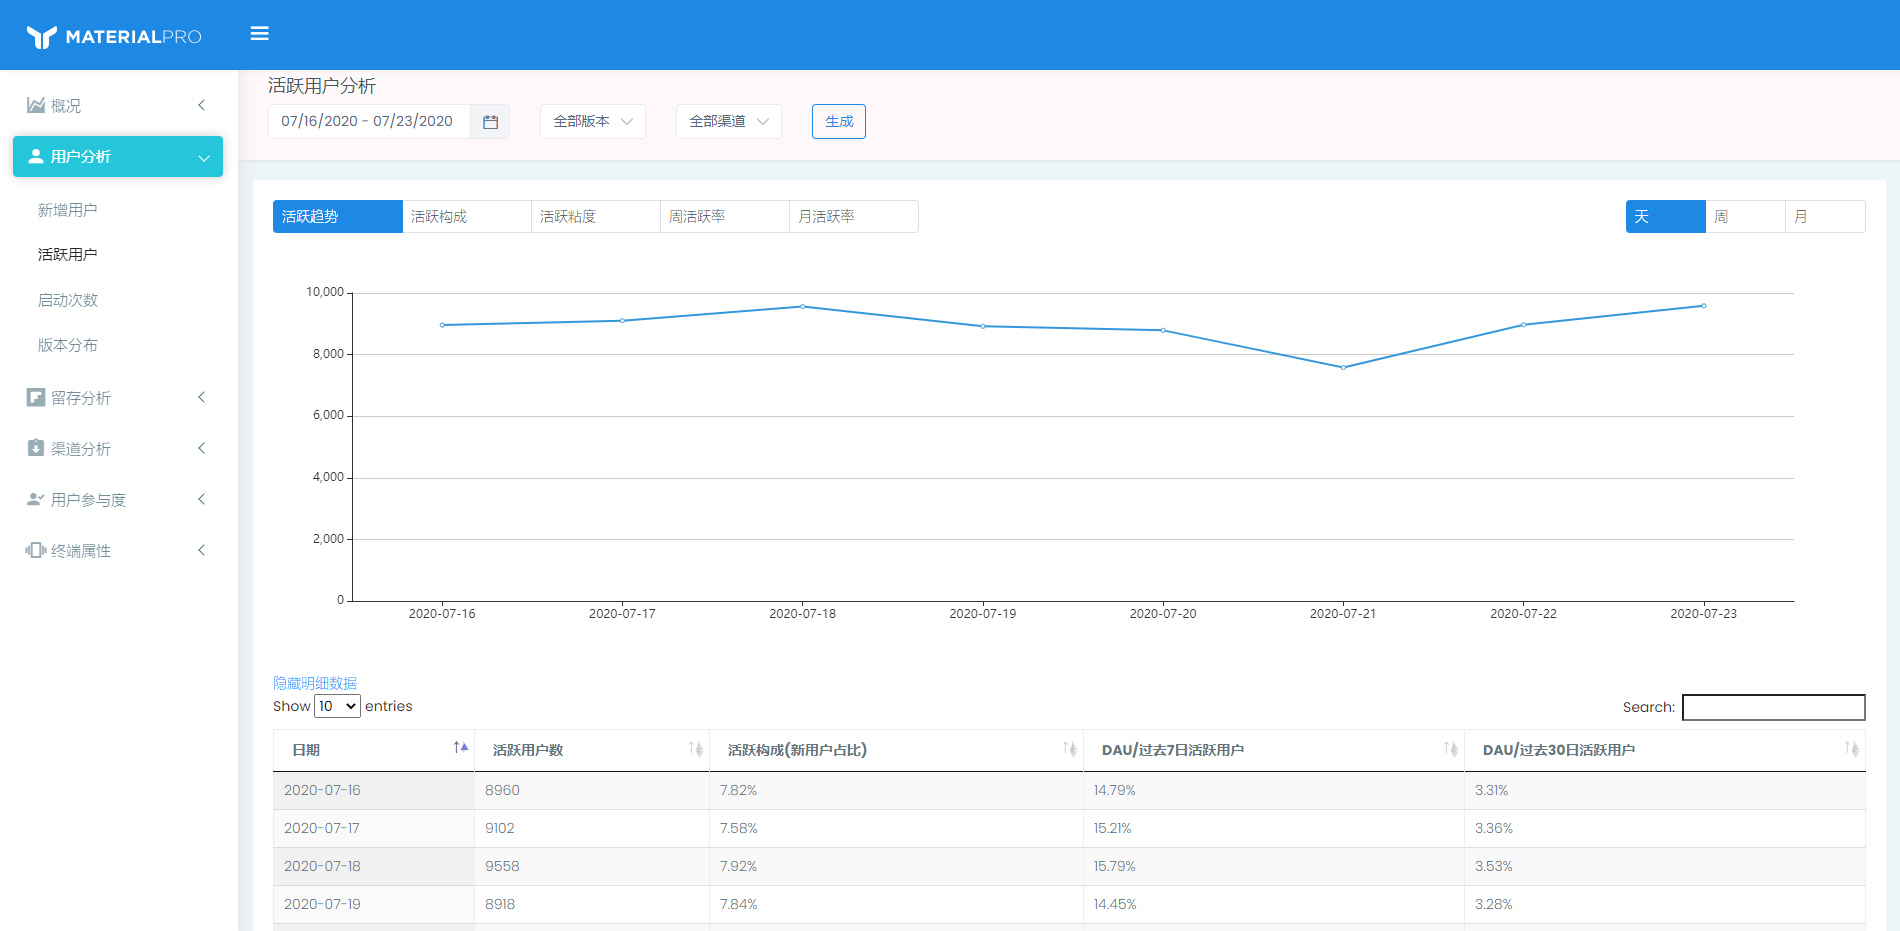 MATERIALPRO
概况
用户分析
新增用户
活跃用户
启动次数
版本分布
留存分析
渠道分析
用户参与度
终端属性
活跃用户分析
07/16/2020 - 07/23/2020 全部版本 全部渠道 生成
活跃趋势 活跃构成 活跃粘度 周活跃率 月活跃率 天 周 月
10,000
8,000
6,000
4,000
2,000
0
2020-07-16 2020-07-17 2020-07-18 2020-07-19 2020-07-20 2020-07-21 2020-07-22 2020-07-23
隐藏明细数据
Show 10 entries Search:
日期 活跃用户数 活跃构成(新用户占比) DAU/过去7日活跃用户 DAU/过去30日活跃用户
2020-07-16 8960 7.82% 14.79% 3.31%
2020-07-17 9102 7.58% 15.21% 3.36%
2020-07-18 9558 7.92% 15.79% 3.53%
2020-07-19 8918 7.84% 14.45% 3.28%